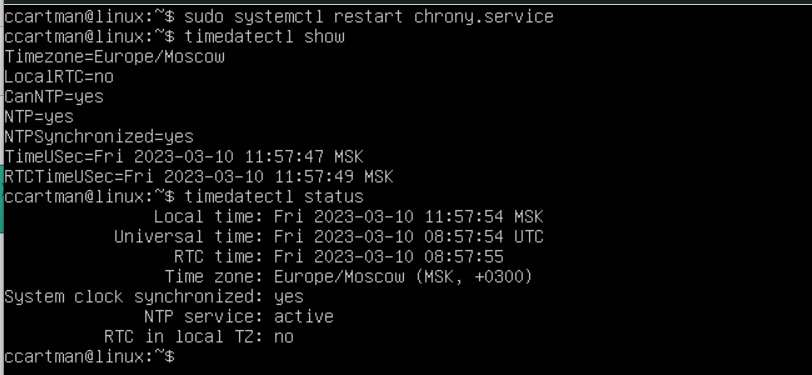 ccartman@linux:~$ sudo systemctl restart chrony.service
ccartman@linux:~$ timedatectl show
Timezone=Europe/Moscow
LocalRTC=no
CanNTP=yes
NTP=yes
NTPSynchronized=yes
TimeUSec=Fri 2023-03-10 11:57:47 MSK
RTCTimeUSec=Fri 2023-03-10 11:57:49 MSK
ccartman@linux:~$ timedatectl status
Local time: Fri 2023-03-10 11:57:54 MSK
Universal time: Fri 2023-03-10 08:57:54 UTC
RTC time: Fri 2023-03-10 08:57:55
Time zone: Europe/Moscow (MSK, +0300)
System clock synchronized: yes
NTP service: active
RTC in local TZ: no
ccartman@linux:~$